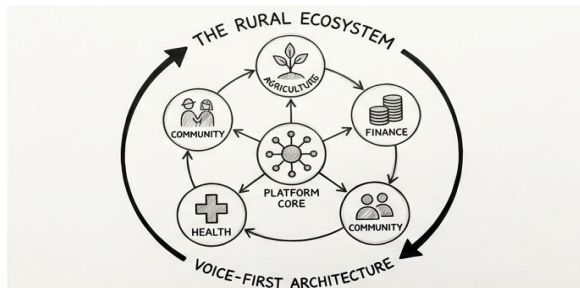 THE RURAL ECOSYSTEM
AGRICULTURE
COMMUNITY
FINANCE
PLATFORM
CORE
HEALTH
COMMUNITY
VOICE-FIRST ARCHITECTURE